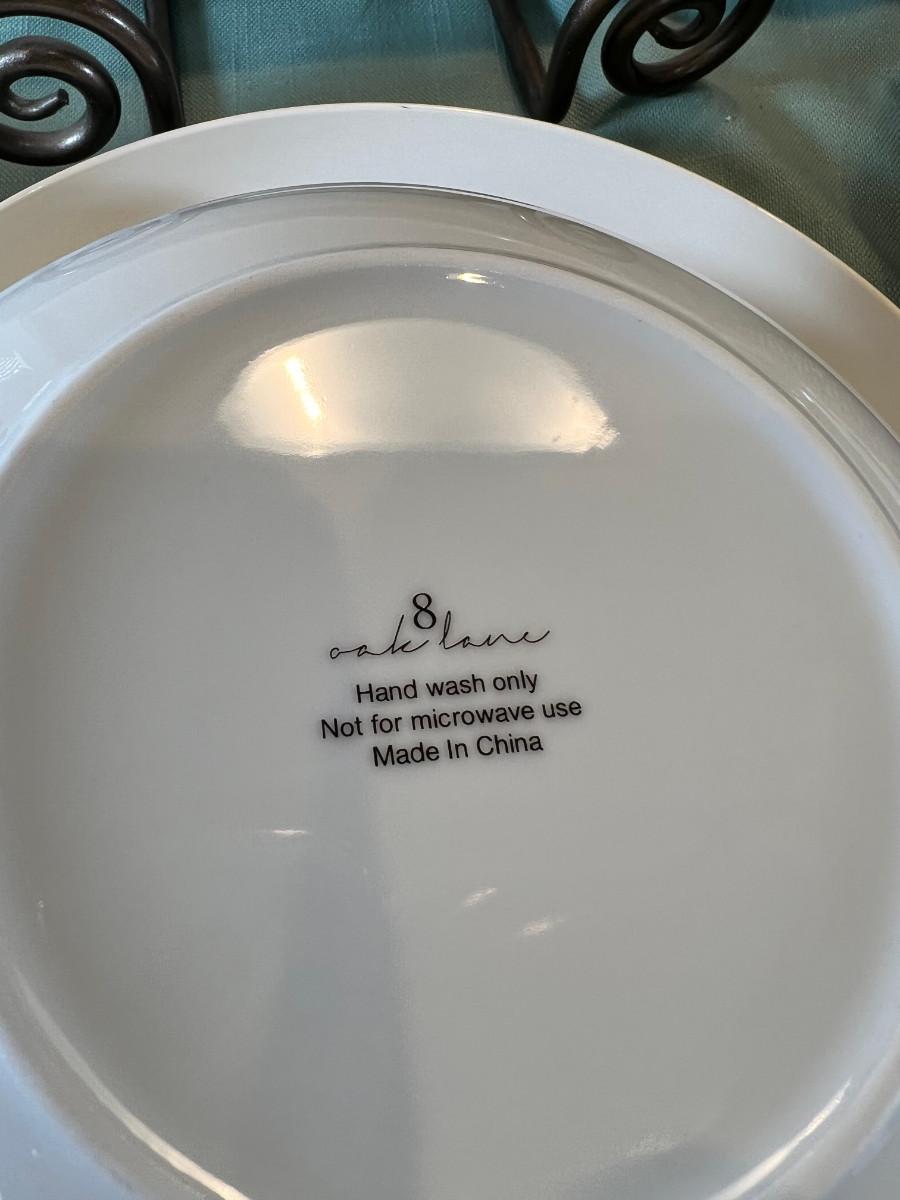 8
oak lane
Hand wash only
Not for microwave use
Made In China